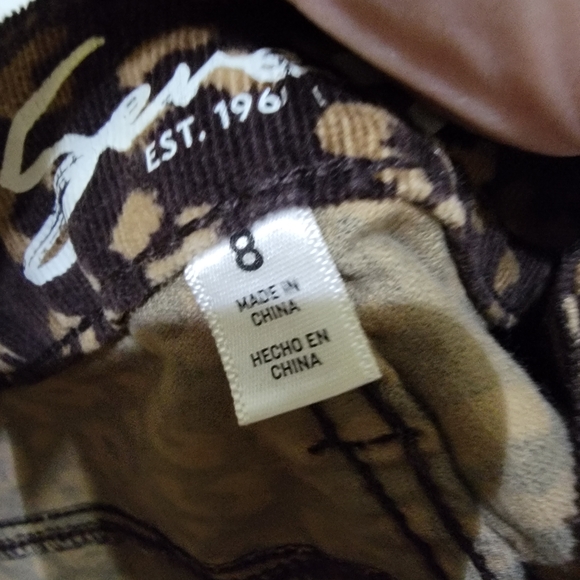 EST. 196
8
MADE IN
CHINA
HECHO EN
CHINA